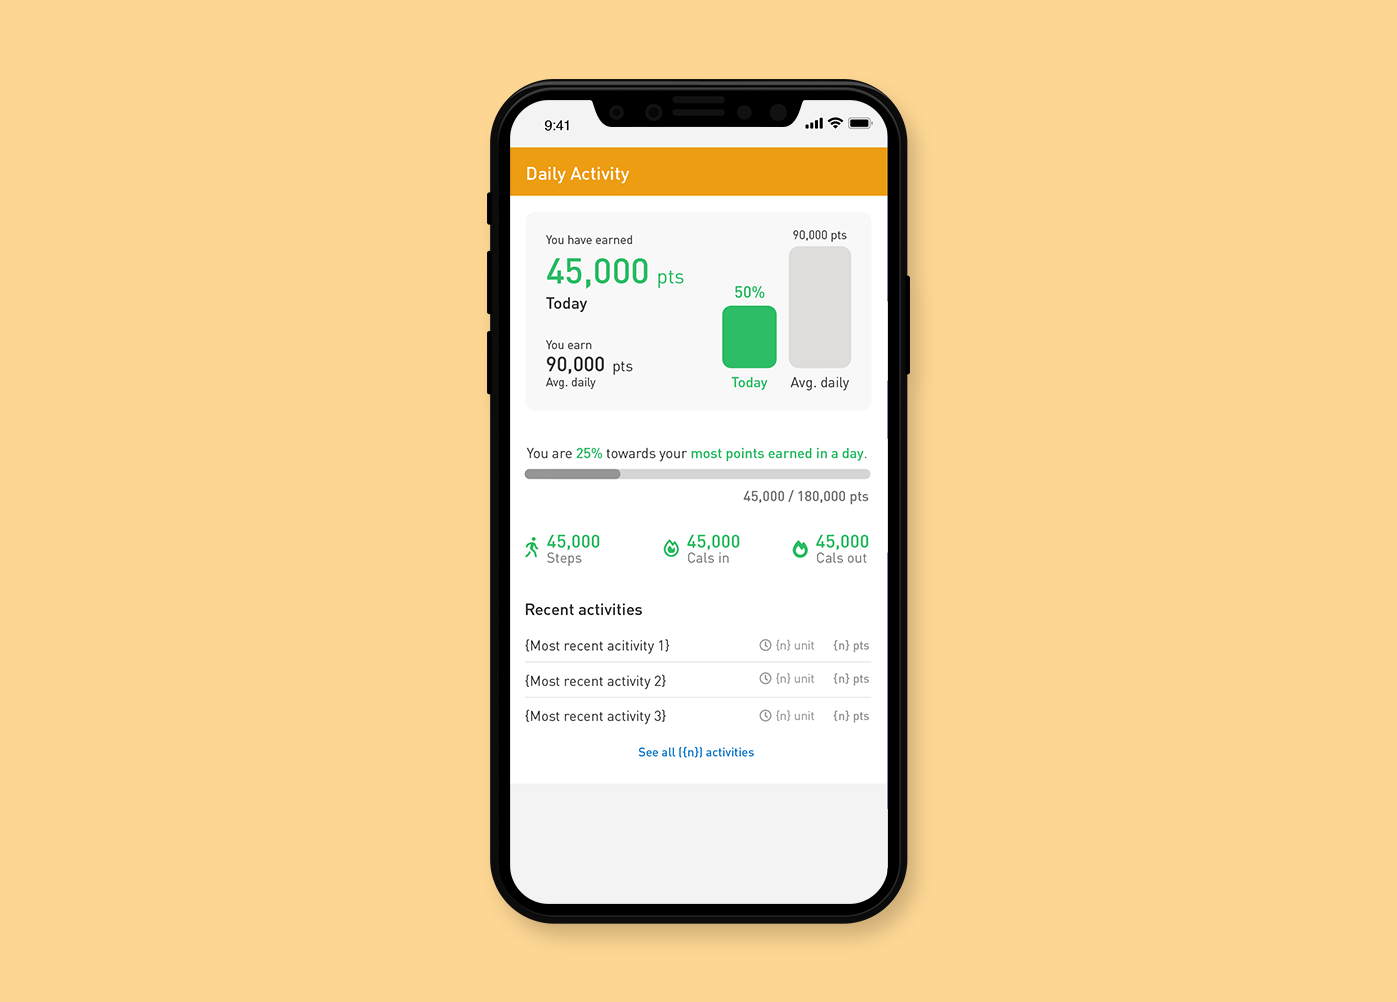 9:41
Daily Activity
You have earned
45,000 pts
Today
You earn
90,000 pts
Avg. daily
90,000 pts
50%
Today
Avg. daily
You are 25% towards your most points earned in a day.
45,000 / 180,000 pts
45,000
Steps
45,000
Cals in
45,000
Cals out
Recent activities
{Most recent acitivity 1} {n} unit {n} pts
{Most recent activity 2} {n} unit {n} pts
{Most recent activity 3} {n} unit {n} pts
See all ({n}) activities